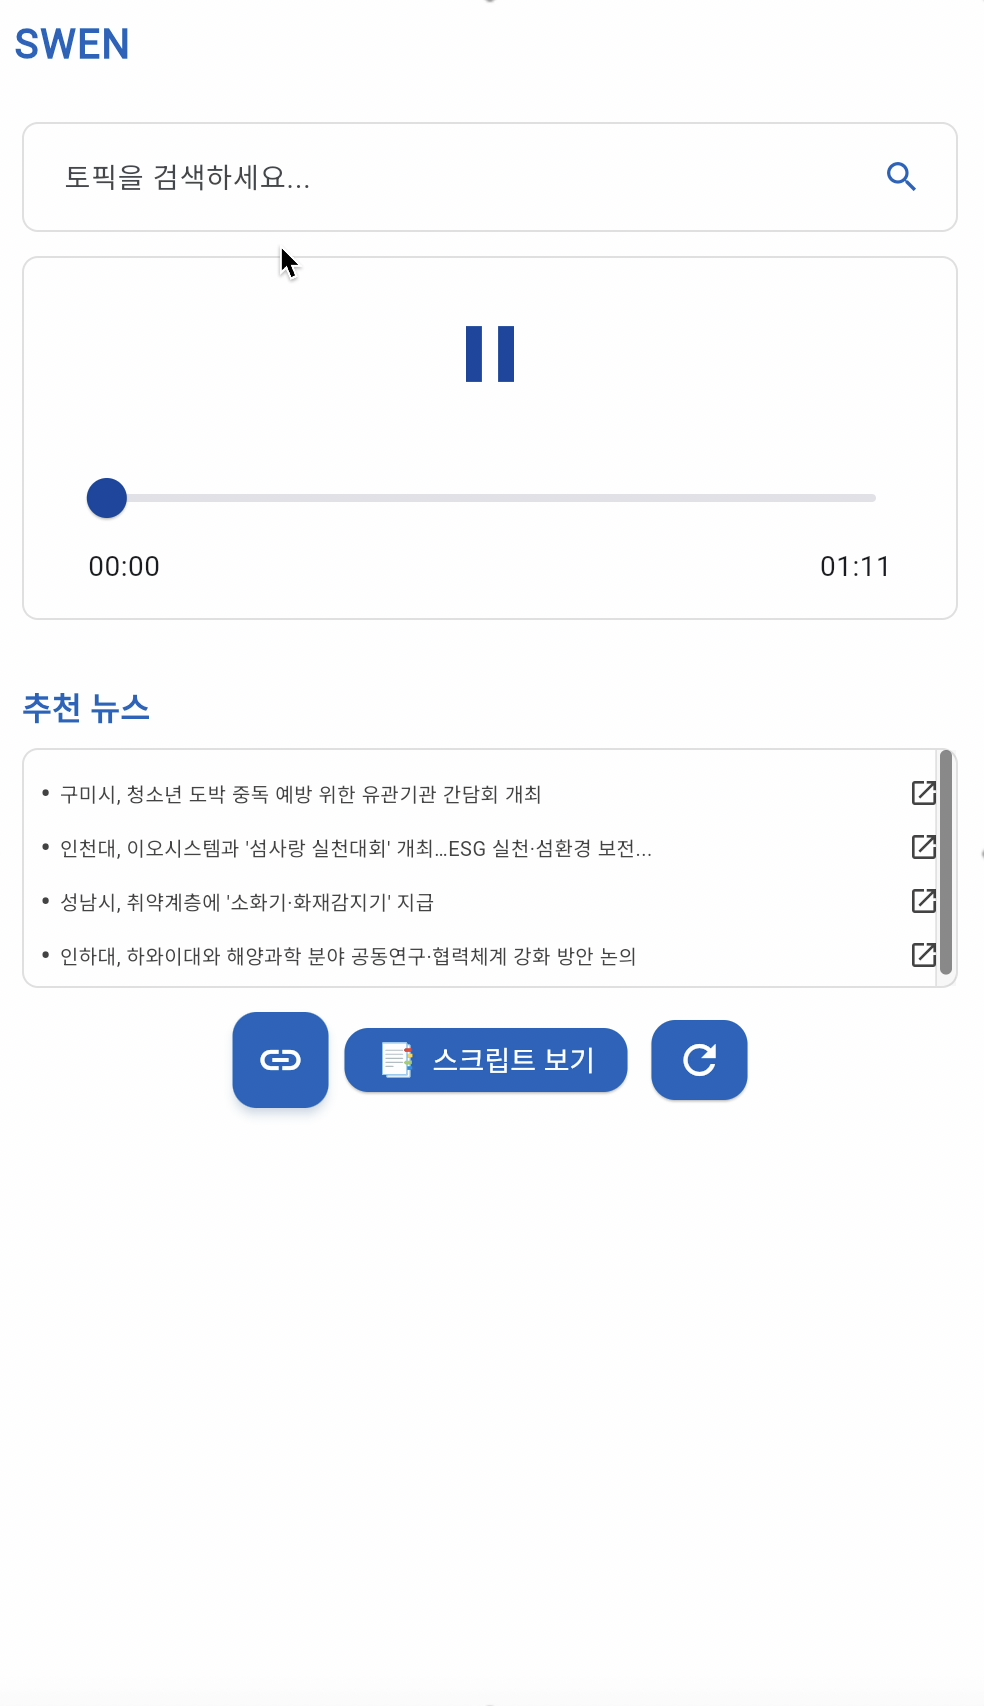 SWEN
토픽을 검색하세요...
00:00 01:11
추천 뉴스
• 구미시, 청소년 도박 중독 예방 위한 유관기관 간담회 개최
• 인천대, 이오시스템과 '섬사랑 실천대회' 개최…ESG 실천·섬환경 보전...
• 성남시, 취약계층에 '소화기·화재감지기' 지급
• 인하대, 하와이대와 해양과학 분야 공동연구·협력체계 강화 방안 논의
스크립트 보기